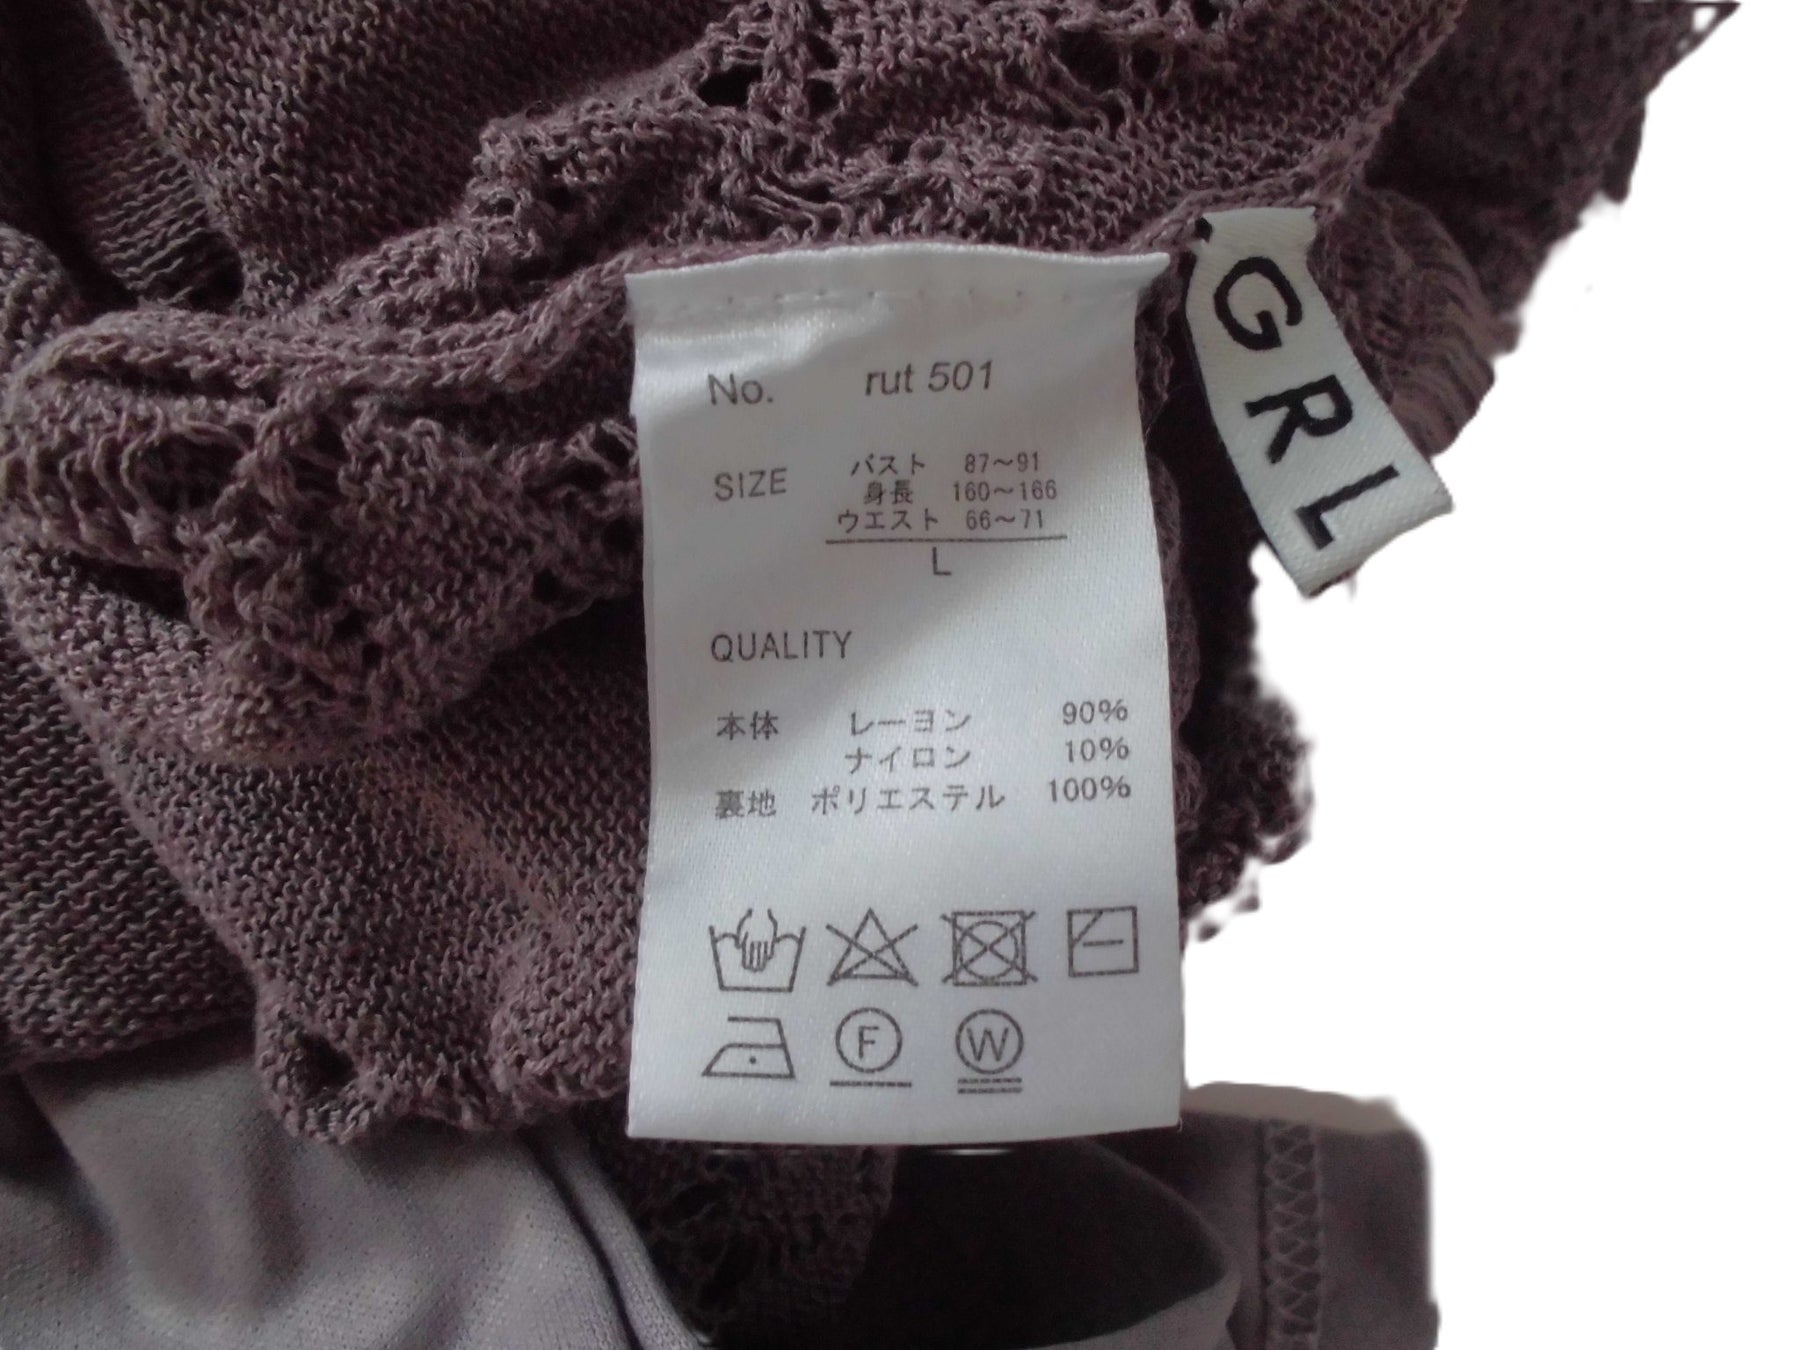 No. rut 501
SIZE
バスト 87～91
身長 160～166
ウエスト 66～71
L
QUALITY
本体 レーヨン 90%
ナイロン 10%
裏地 ポリエステル 100%
F
W
GRL